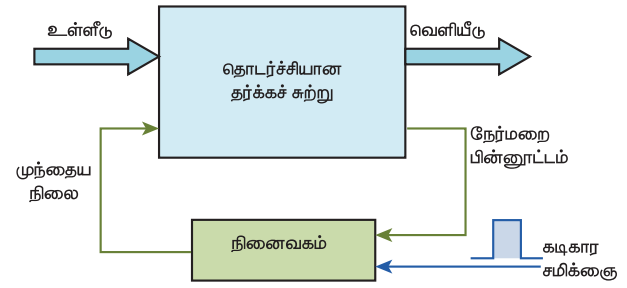 உள்ளீடு
வெளியீடு
தொடர்ச்சியான
தர்க்கச் சுற்று
நேர்மறை
பின்னூட்டம்
முந்தைய
நிலை
நினைவகம்
கடிகார
சமிக்ஞை